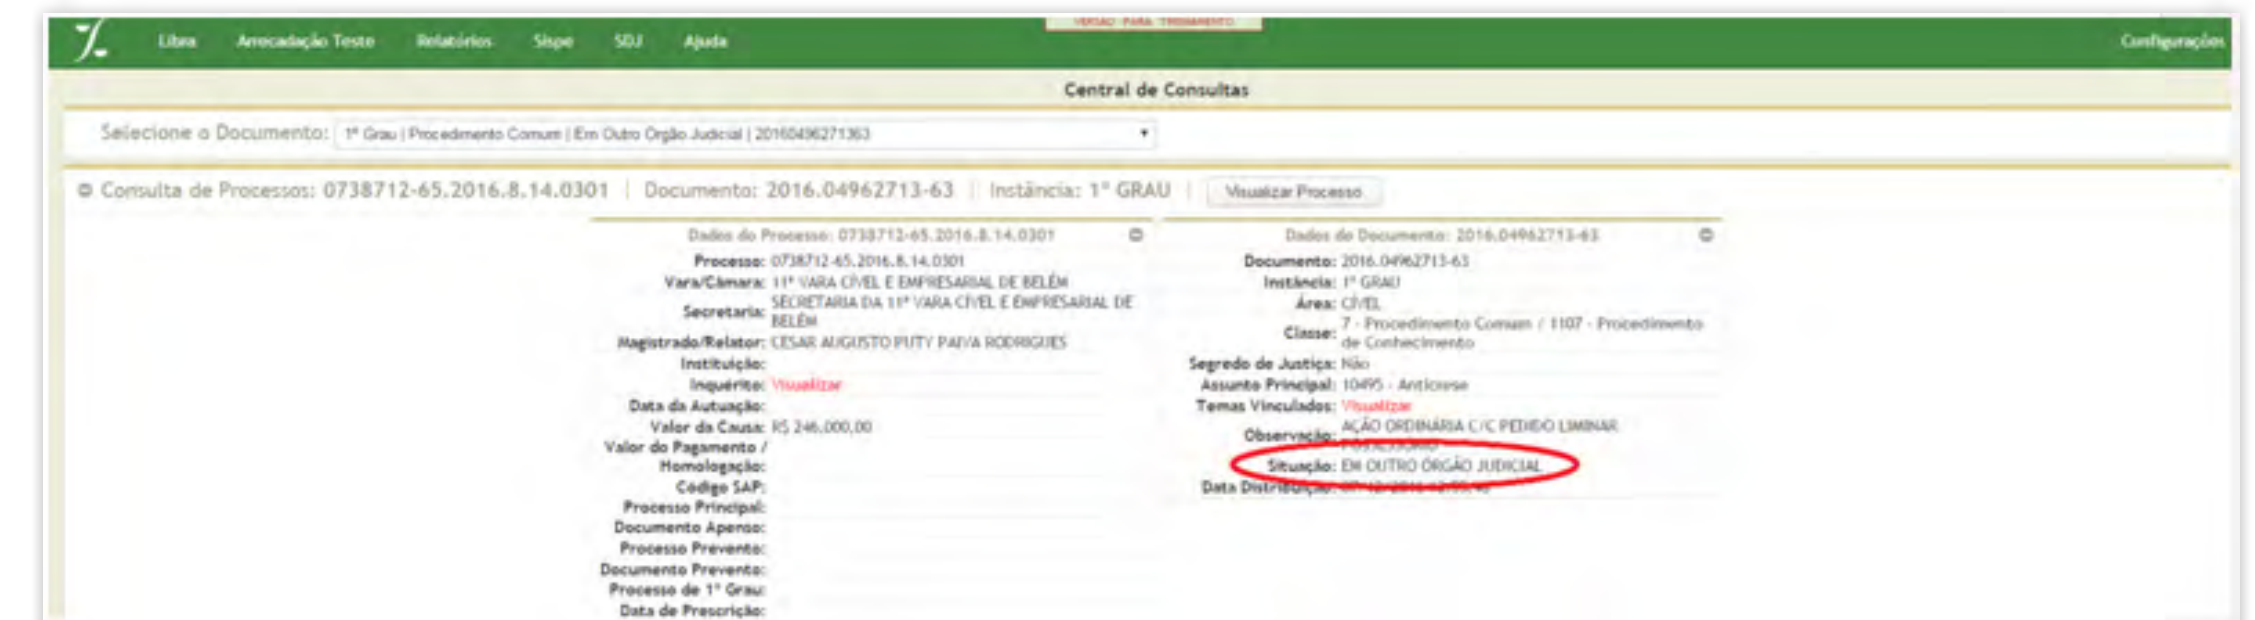 VERSÃO PARA TREINAMENTO
Libra Arrecadação Teste Relatórios Sispe SDJ Ajuda Configurações
Central de Consultas
Selecione o Documento: 1º Grau | Procedimento Comum | Em Outro Órgão Judicial | 20160496271363
Consulta de Processos: 0738712-65.2016.8.14.0301 | Documento: 2016.04962713-63 | Instância: 1º GRAU | Visualizar Processo
Dados do Processo: 0738712-65.2016.8.14.0301
Processo: 0738712-65.2016.8.14.0301
Vara/Câmara: 11ª VARA CÍVEL E EMPRESARIAL DE BELÉM
Secretaria: SECRETARIA DA 11ª VARA CÍVEL E EMPRESARIAL DE
BELÉM
Magistrado/Relator: CESAR AUGUSTO PUTY PAIVA RODRIGUES
Instituição:
Inquérito: Visualizar
Data da Autuação:
Valor da Causa: R$ 246.000,00
Valor do Pagamento /
Homologação:
Codigo SAP:
Processo Principal:
Documento Apenso:
Processo Prevento:
Documento Prevento:
Processo de 1º Grau:
Data de Prescrição:
Dados do Documento: 2016.04962713-63
Documento: 2016.04962713-63
Instância: 1º GRAU
Área: CÍVEL
Classe: 7 - Procedimento Comum / 1107 - Procedimento
de Conhecimento
Segredo de Justiça: Não
Assunto Principal: 10495 - Anticrese
Temas Vinculados: Visualizar
Observação: AÇÃO ORDINÁRIA C/C PEDIDO LIMINAR
Situação: EM OUTRO ÓRGÃO JUDICIAL
Data Distribuição: